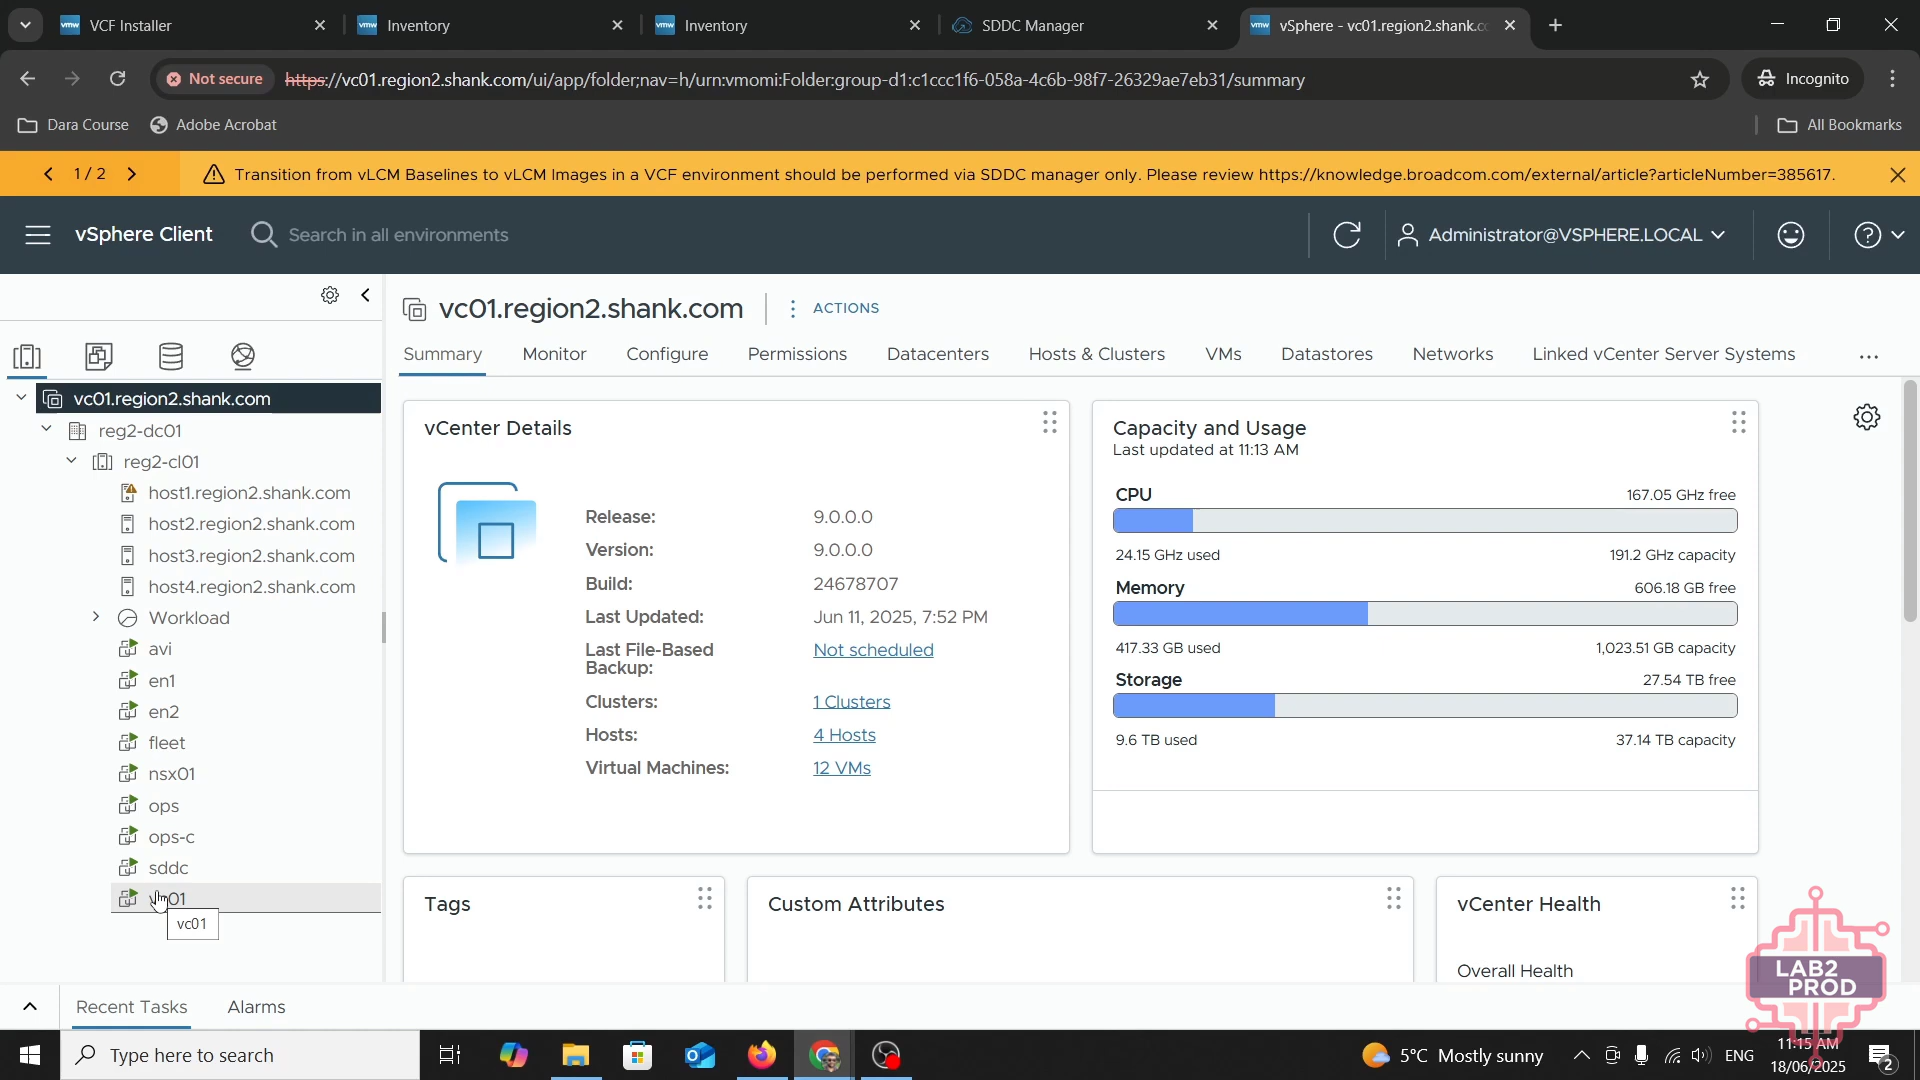 VCF Installer
Inventory
Inventory
SDDC Manager
vSphere - vc01.region2.shank.co
Not secure
https://vc01.region2.shank.com/ui/app/folder;nav=h/urn:vmomi:Folder:group-d1:c1ccc1f6-058a-4c6b-98f7-26329ae7eb31/summary
Incognito
Dara Course
Adobe Acrobat
All Bookmarks
1 / 2
Transition from vLCM Baselines to vLCM Images in a VCF environment should be performed via SDDC manager only. Please review https://knowledge.broadcom.com/external/article?articleNumber=385617.
vSphere Client
Search in all environments
Administrator@VSPHERE.LOCAL
vc01.region2.shank.com
reg2-dc01
reg2-cl01
host1.region2.shank.com
host2.region2.shank.com
host3.region2.shank.com
host4.region2.shank.com
Workload
avi
en1
en2
fleet
nsx01
ops
ops-c
sddc
vc01
vc01.region2.shank.com
ACTIONS
Summary
Monitor
Configure
Permissions
Datacenters
Hosts & Clusters
VMs
Datastores
Networks
Linked vCenter Server Systems
...
vCenter Details
Release: 9.0.0.0
Version: 9.0.0.0
Build: 24678707
Last Updated: Jun 11, 2025, 7:52 PM
Last File-Based Not scheduled
Backup:
Clusters: 1 Clusters
Hosts: 4 Hosts
Virtual Machines: 12 VMs
Capacity and Usage
Last updated at 11:13 AM
CPU 167.05 GHz free
24.15 GHz used 191.2 GHz capacity
Memory 606.18 GB free
417.33 GB used 1,023.51 GB capacity
Storage 27.54 TB free
9.6 TB used 37.14 TB capacity
Tags
Custom Attributes
vCenter Health
Overall Health
LAB2
PROD
Recent Tasks
Alarms
Type here to search
5°C Mostly sunny
ENG
11:15 AM
18/06/2025
2
vmw
vmw
vmw
vmw